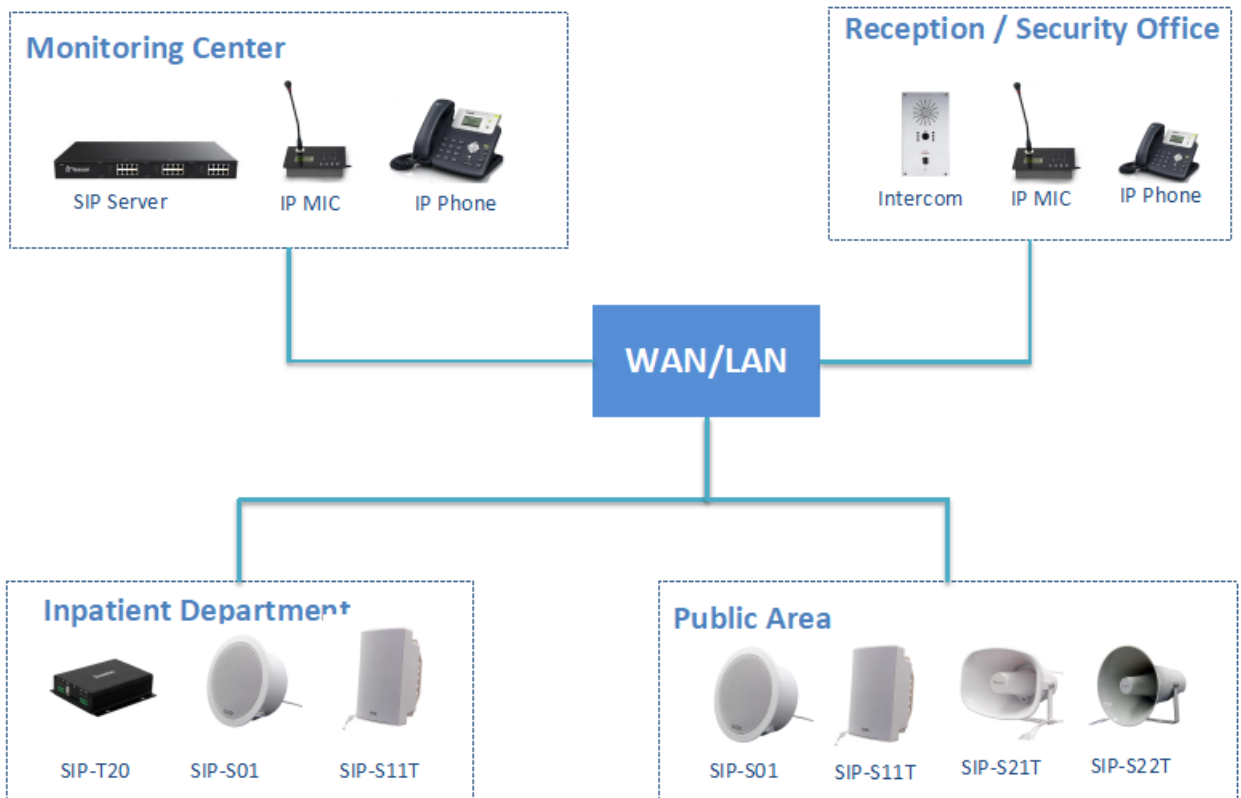 Monitoring Center
SIP Server
IP MIC
IP Phone
Reception / Security Office
Intercom
IP MIC
IP Phone
WAN/LAN
Inpatient Department
SIP-T20
SIP-S01
SIP-S11T
Public Area
SIP-S01
SIP-S11T
SIP-S21T
SIP-S22T